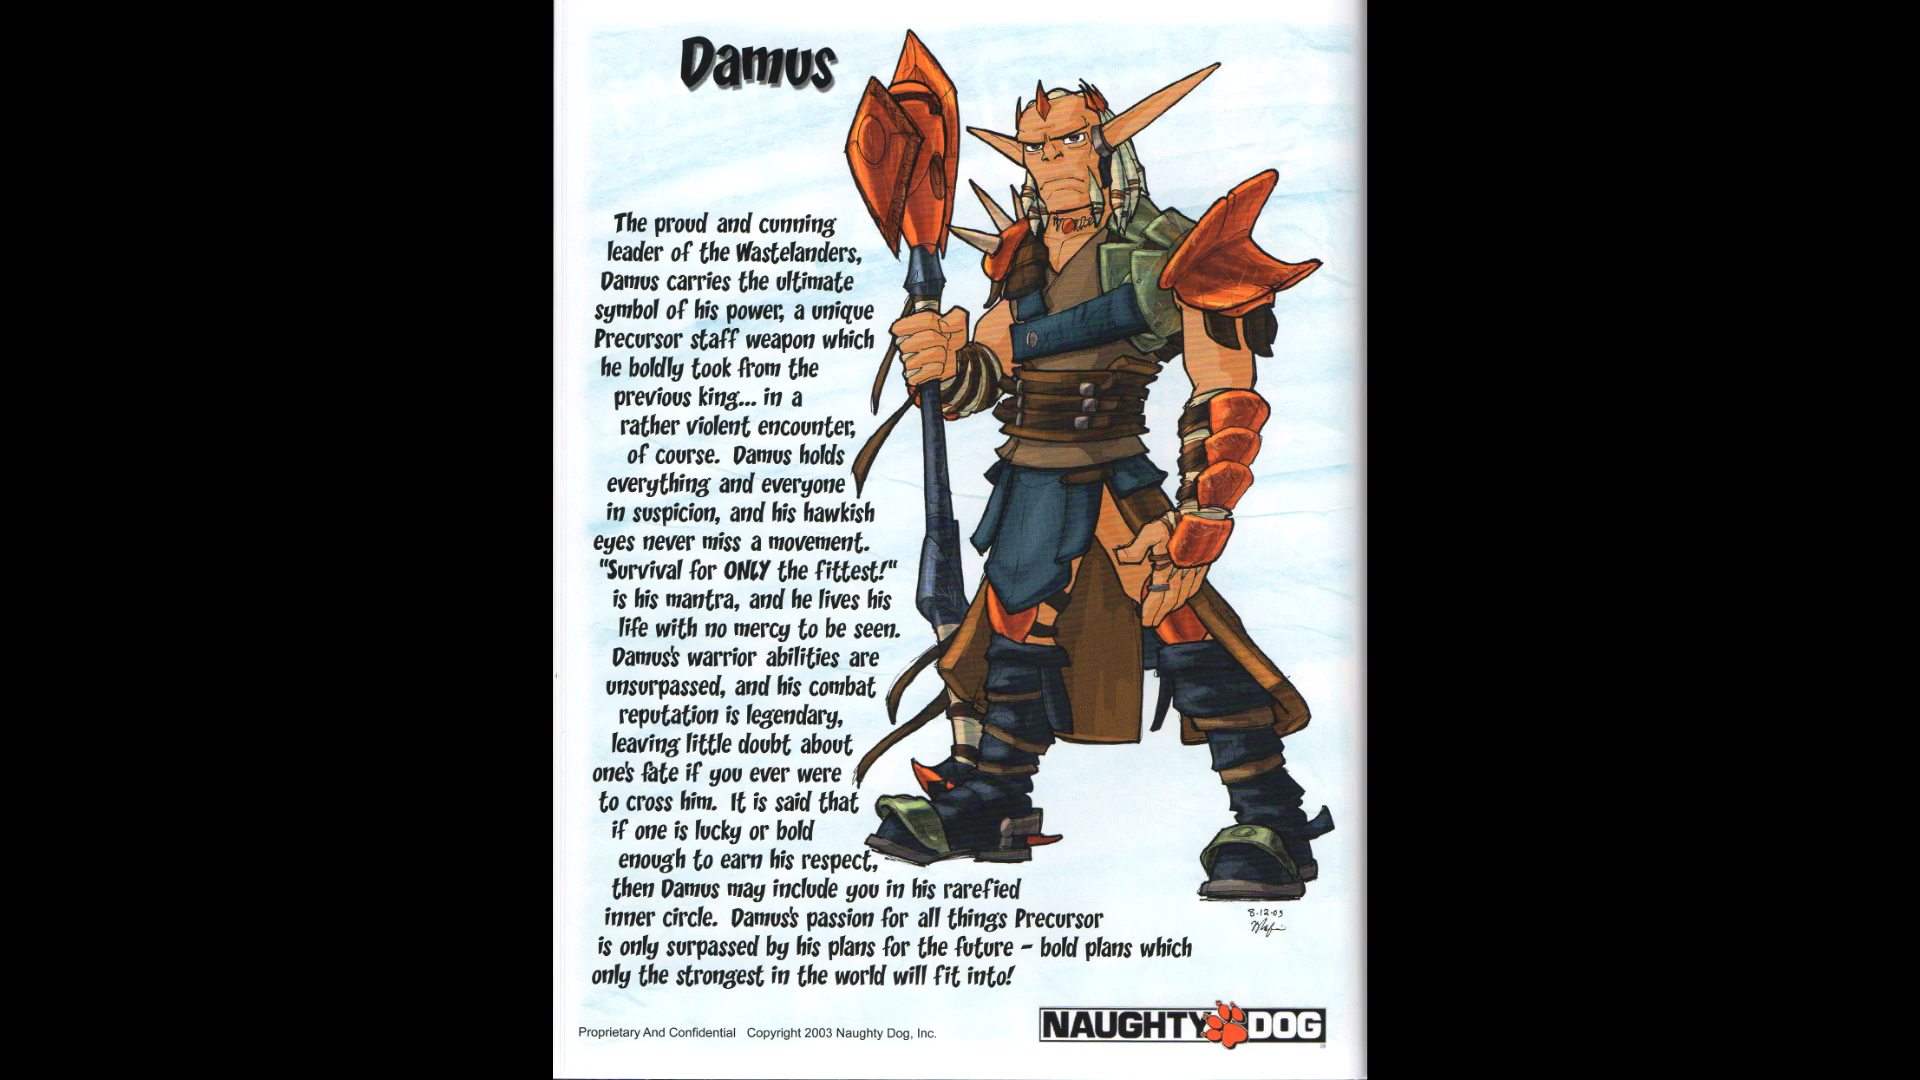 Damus
The proud and cunning
leader of the Wastelanders,
Damus carries the ultimate
symbol of his power, a unique
Precursor staff weapon which
he boldly took from the
previous king... in a
rather violent encounter,
of course. Damus holds
everything and everyone
in suspicion, and his hawkish
eyes never miss a movement.
"Survival for ONLY the fittest!"
is his mantra, and he lives his
life with no mercy to be seen.
Damus's warrior abilities are
unsurpassed, and his combat
reputation is legendary,
leaving little doubt about
one's fate if you ever were
to cross him. It is said that
if one is lucky or bold
enough to earn his respect,
then Damus may include you in his rarefied
inner circle. Damus's passion for all things Precursor
is only surpassed by his plans for the future - bold plans which
only the strongest in the world will fit into!
8.12.03
Proprietary And Confidential Copyright 2003 Naughty Dog, Inc.
NAUGHTY DOG